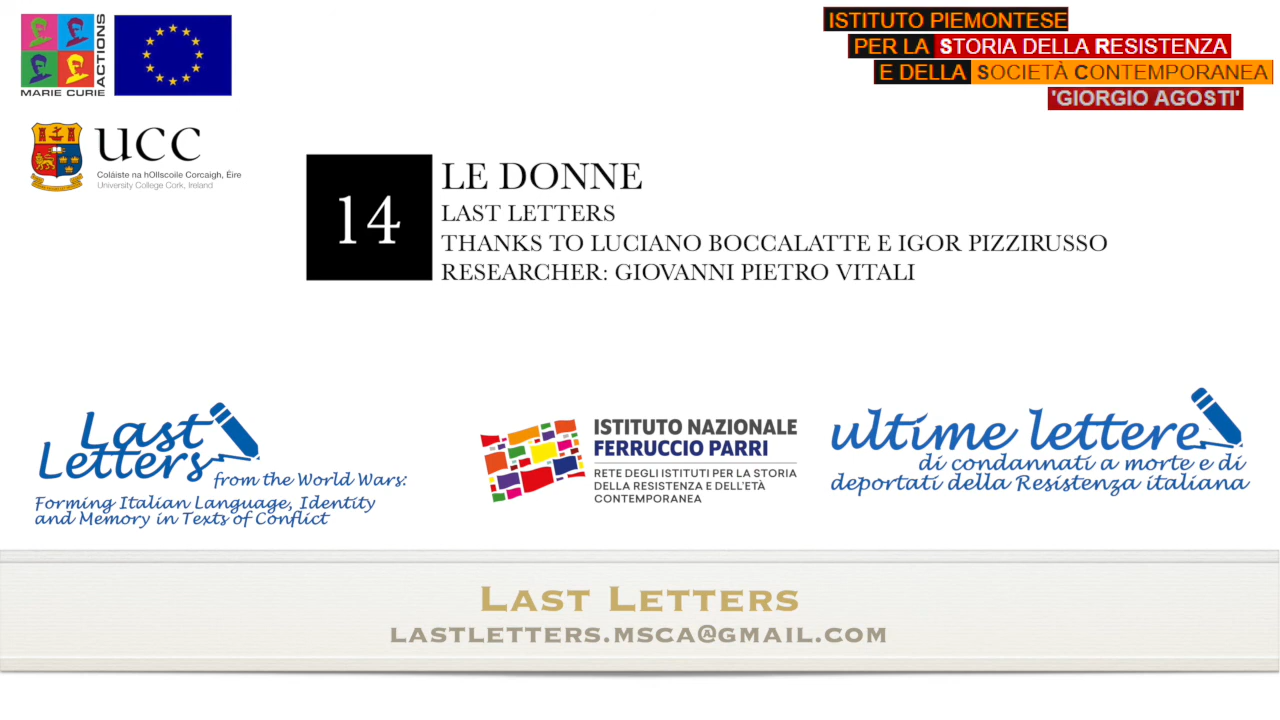 ACTIONS
MARIE CURIE
ISTITUTO PIEMONTESE
PER LA STORIA DELLA RESISTENZA
E DELLA SOCIETÀ CONTEMPORANEA
'GIORGIO AGOSTI'
UCC
Coláiste na hOllscoile Corcaigh, Éire
University College Cork, Ireland
14
LE DONNE
LAST LETTERS
THANKS TO LUCIANO BOCCALATTE E IGOR PIZZIRUSSO
RESEARCHER: GIOVANNI PIETRO VITALI
Last
Letters
from the World Wars:
Forming Italian Language, Identity
and Memory in Texts of Conflict
ISTITUTO NAZIONALE
FERRUCCIO PARRI
RETE DEGLI ISTITUTI PER LA STORIA
DELLA RESISTENZA E DELL'ETÀ
CONTEMPORANEA
ultime lettere
di condannati a morte e di
deportati della Resistenza italiana
LAST LETTERS
LASTLETTERS.MSCA@GMAIL.COM